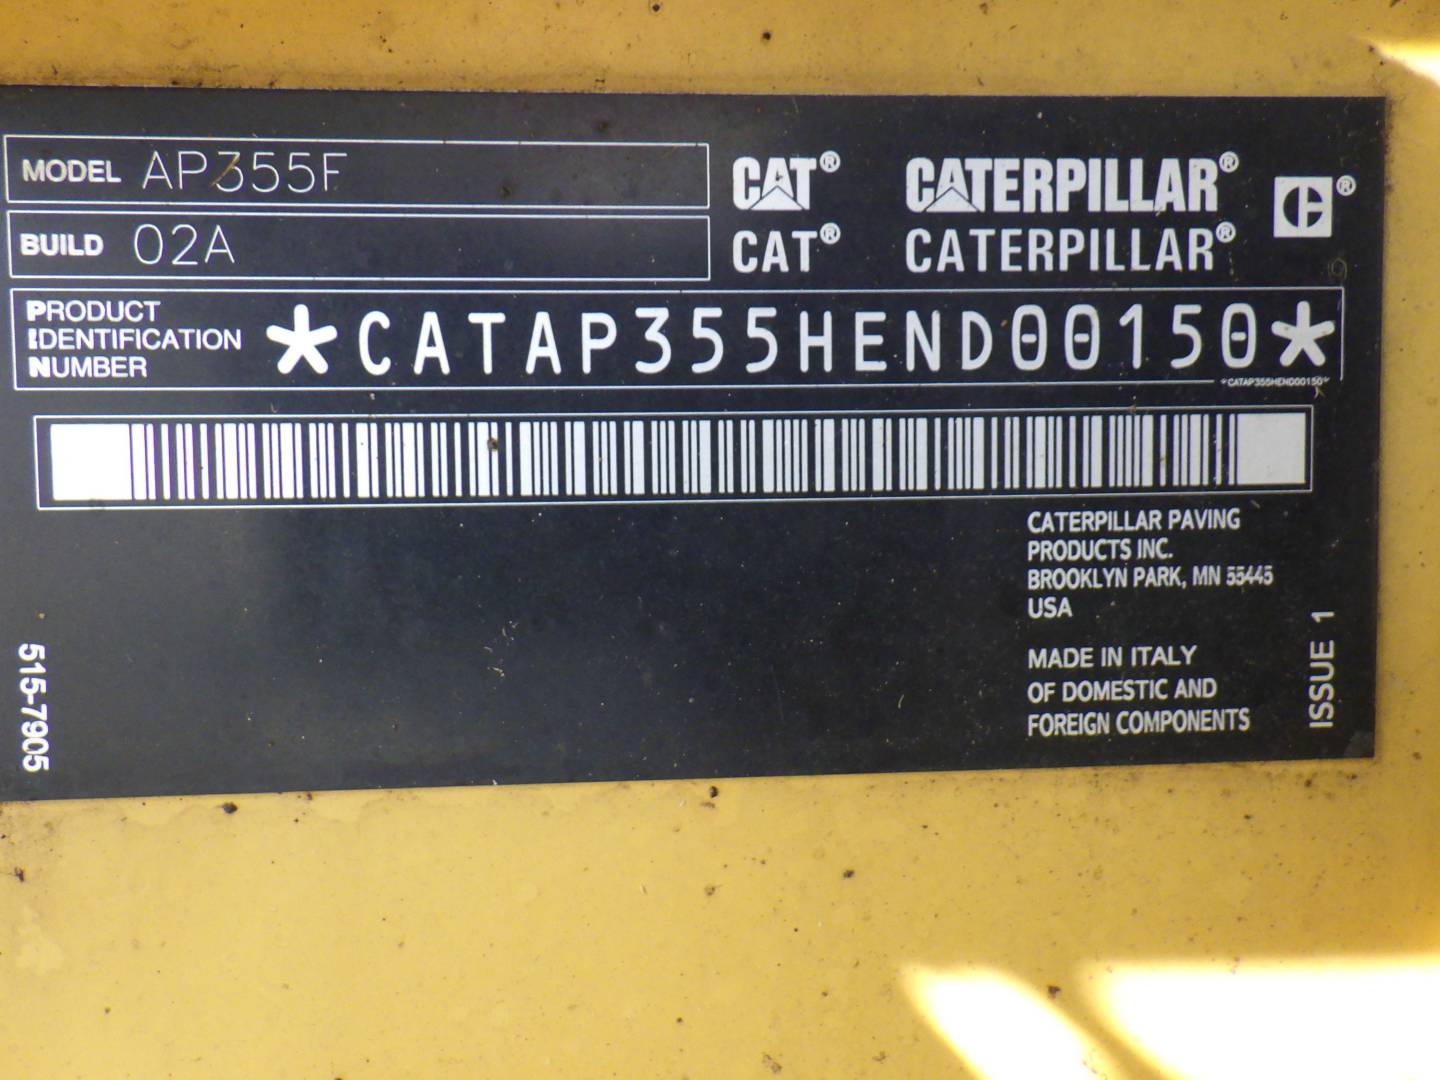 MODEL AP355F
BUILD 02A
CAT® CATERPILLAR® ®
CAT® CATERPILLAR®
PRODUCT
IDENTIFICATION
NUMBER
*CATAP355HEND00150*
*CATAP355HEND00150*
CATERPILLAR PAVING
PRODUCTS INC.
BROOKLYN PARK, MN 55445
USA
MADE IN ITALY
OF DOMESTIC AND
FOREIGN COMPONENTS
515-7905
ISSUE 1